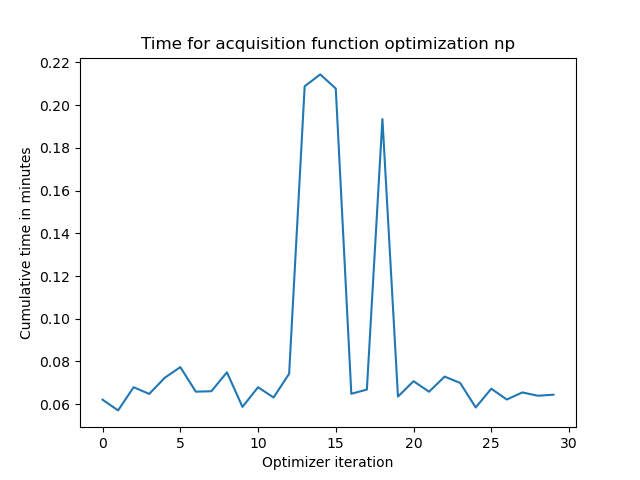 Time for acquisition function optimization np
Cumulative time in minutes
0.22
0.20
0.18
0.16
0.14
0.12
0.10
0.08
0.06
0 5 10 15 20 25 30
Optimizer iteration